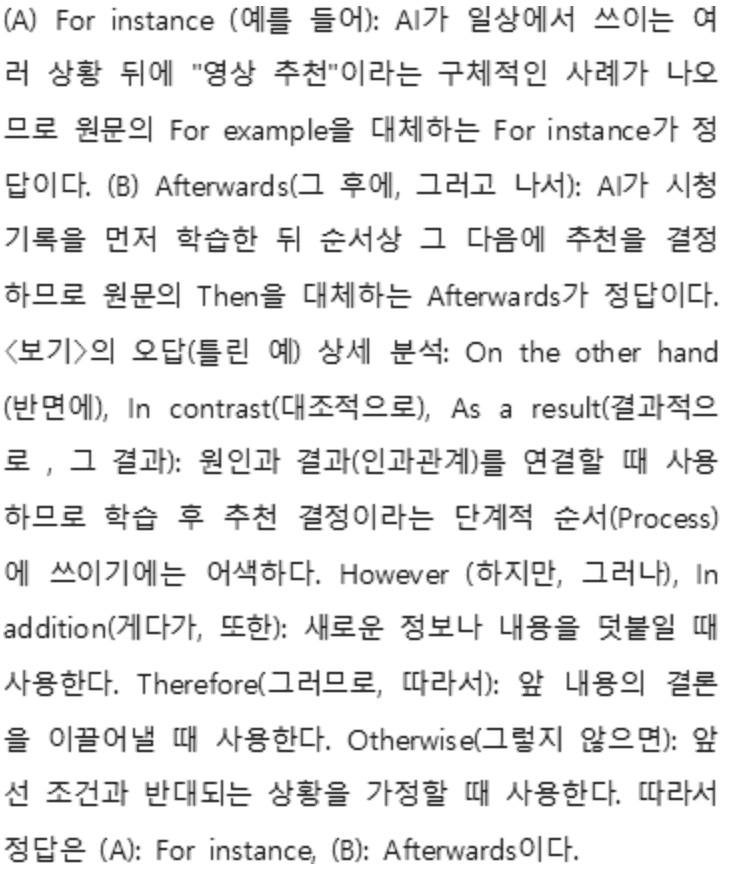 (A) For instance (예를 들어): AI가 일상에서 쓰이는 여
러 상황 뒤에 "영상 추천"이라는 구체적인 사례가 나오
므로 원문의 For example을 대체하는 For instance가 정
답이다. (B) Afterwards(그 후에, 그러고 나서): AI가 시청
기록을 먼저 학습한 뒤 순서상 그 다음에 추천을 결정
하므로 원문의 Then을 대체하는 Afterwards가 정답이다.
<보기>의 오답(틀린 예) 상세 분석: On the other hand
(반면에), In contrast(대조적으로), As a result(결과적으
로 , 그 결과): 원인과 결과(인과관계)를 연결할 때 사용
하므로 학습 후 추천 결정이라는 단계적 순서(Process)
에 쓰이기에는 어색하다. However (하지만, 그러나), In
addition(게다가, 또한): 새로운 정보나 내용을 덧붙일 때
사용한다. Therefore(그러므로, 따라서): 앞 내용의 결론
을 이끌어낼 때 사용한다. Otherwise(그렇지 않으면): 앞
선 조건과 반대되는 상황을 가정할 때 사용한다. 따라서
정답은 (A): For instance, (B): Afterwards이다.